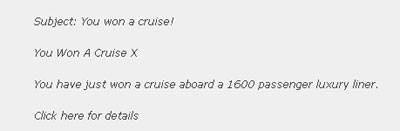 Subject: You won a cruise!
You Won A Cruise X
You have just won a cruise aboard a 1600 passenger luxury liner.
Click here for details